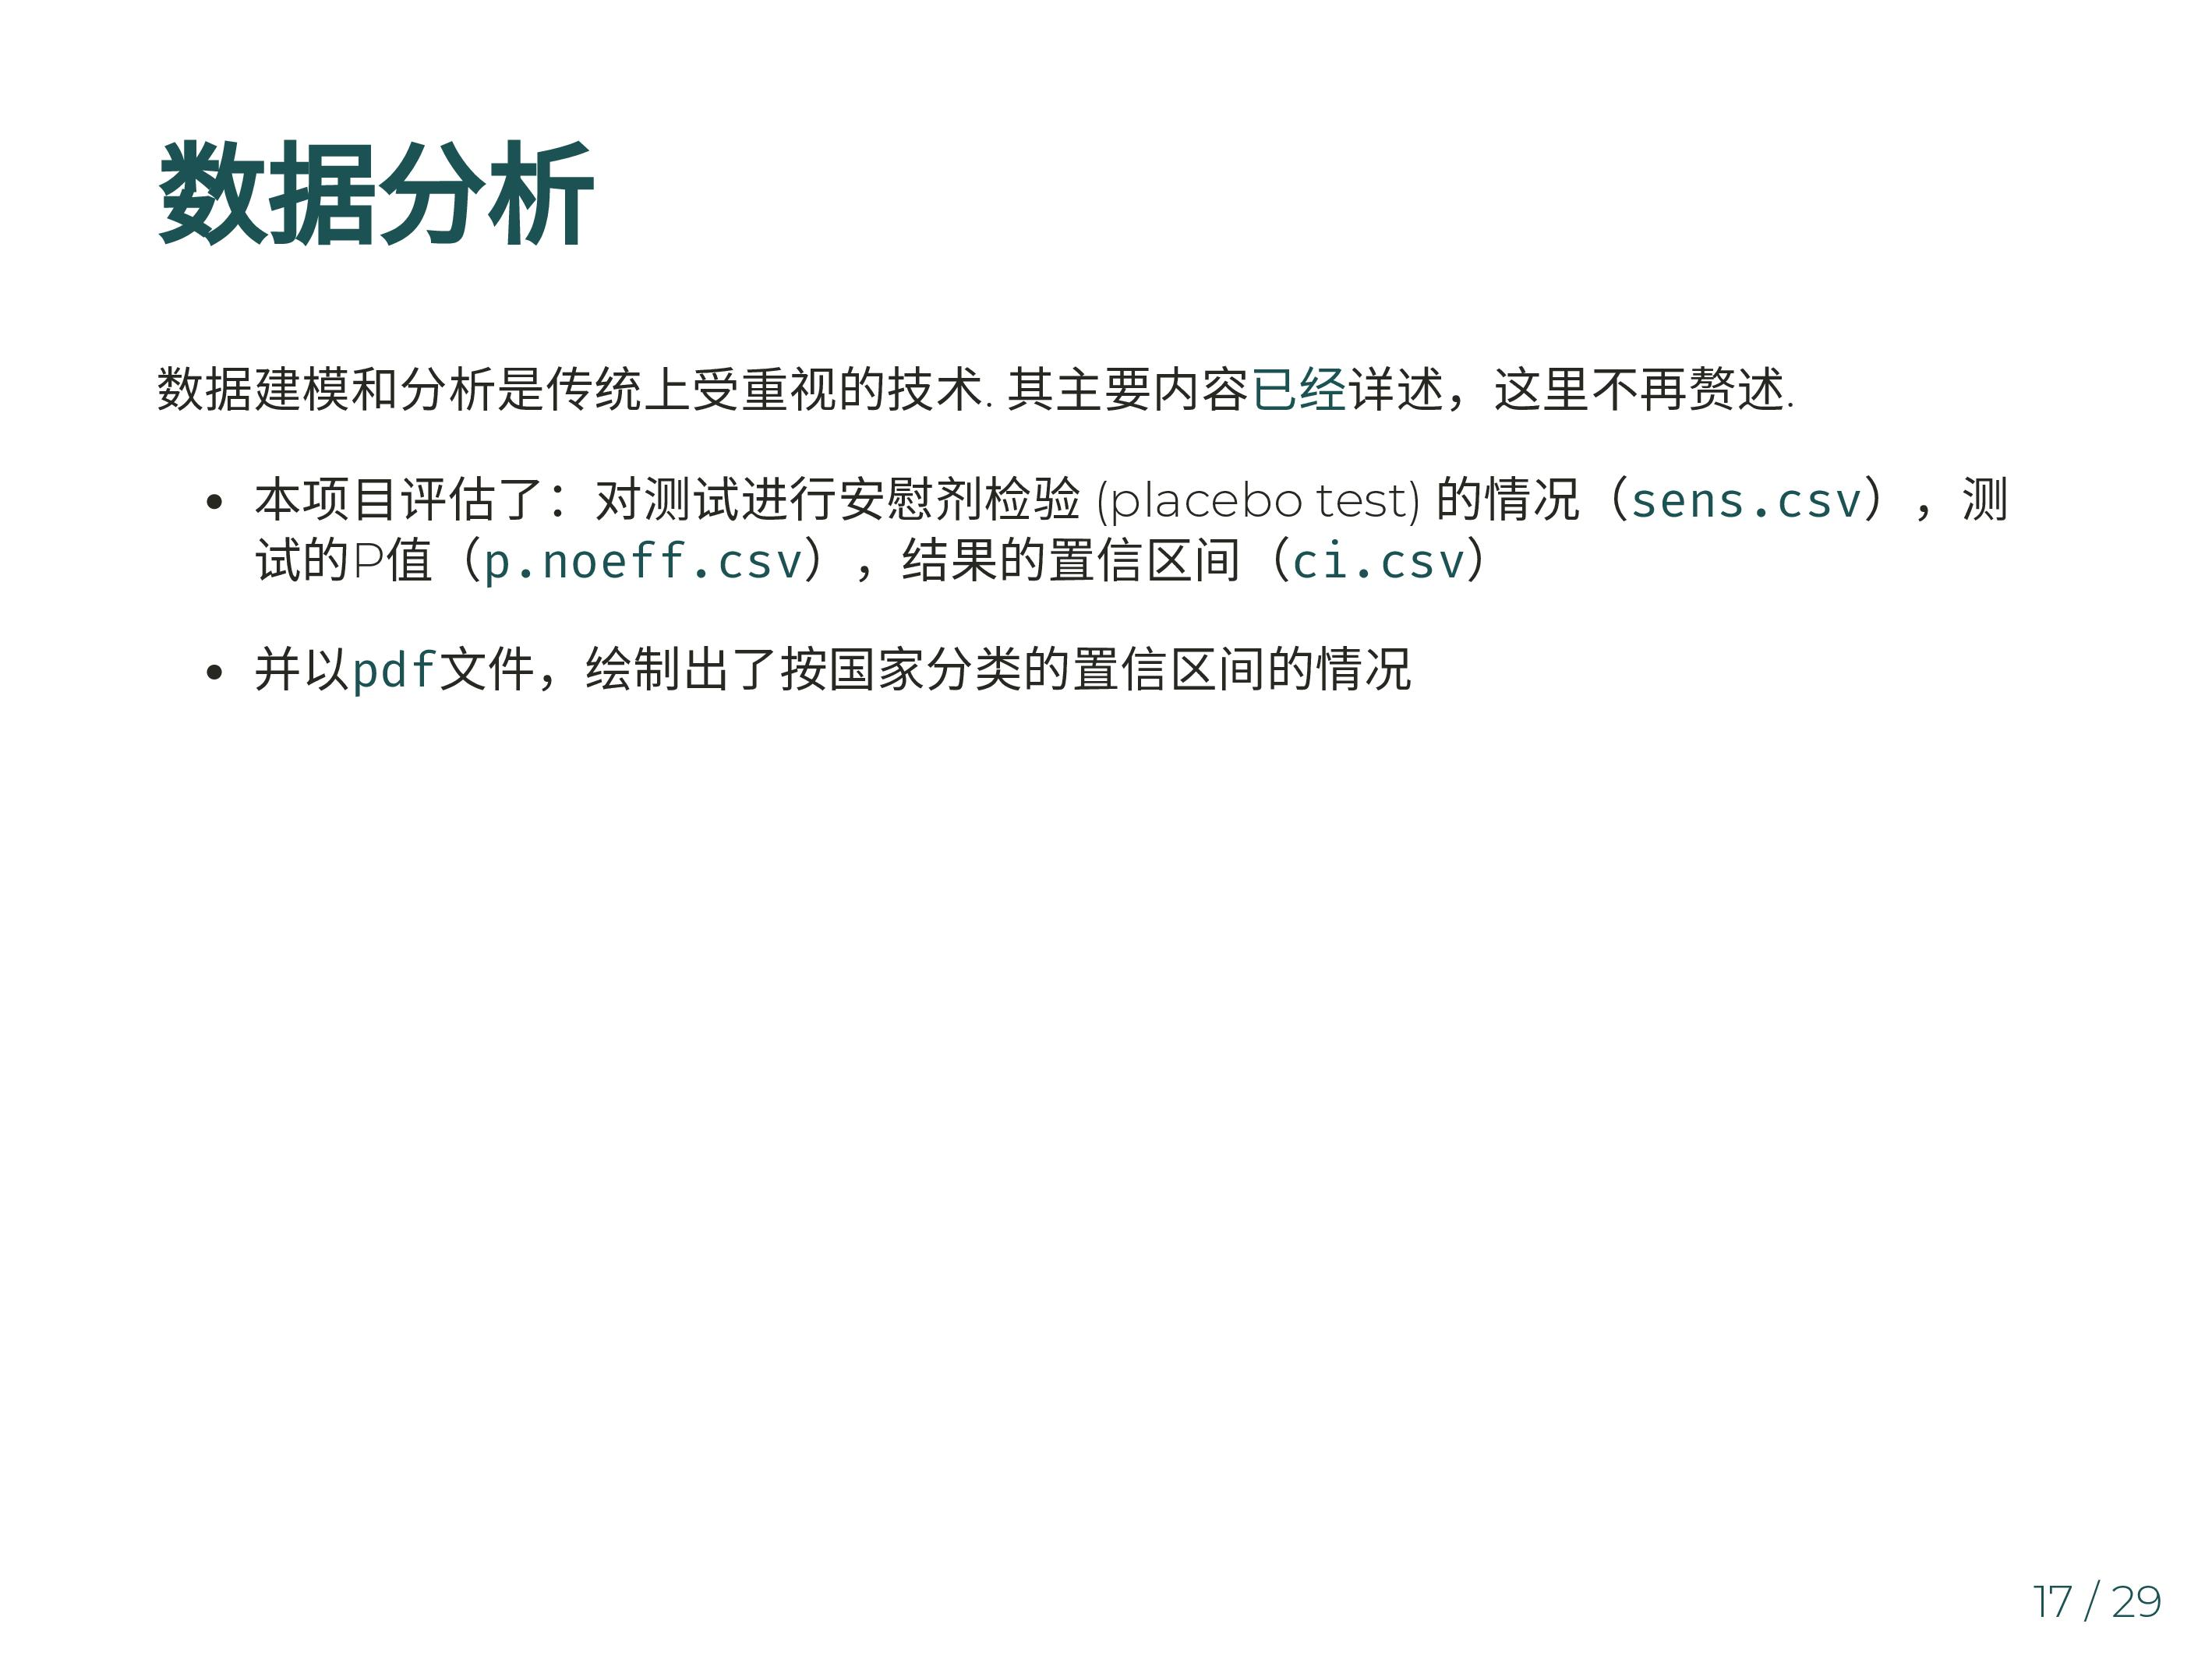 数据分析
数据建模和分析是传统上受重视的技术. 其主要内容已经详述，这里不再赘述.
本项目评估了：对测试进行安慰剂检验 (placebo test) 的情况（sens.csv），测
试的P值（p.noeff.csv），结果的置信区间（ci.csv）
并以pdf文件，绘制出了按国家分类的置信区间的情况
17 / 29